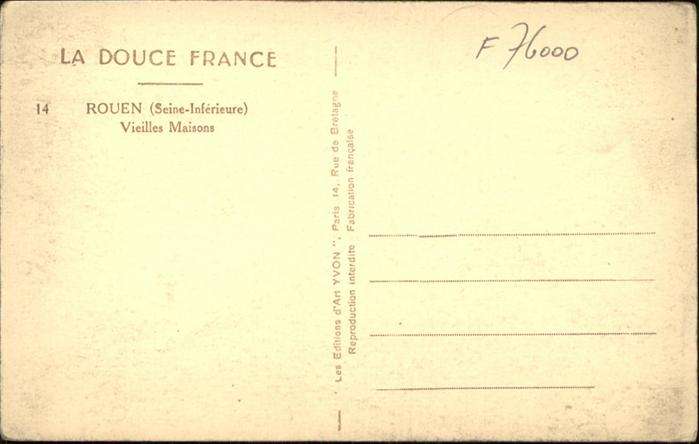 LA DOUCE FRANCE
14 ROUEN (Seine-Inférieure)
Vieilles Maisons
Les Editions d'Art YVON", Paris 14, Rue de Bretagne
Reproduction interdite Fabrication française
F 76000